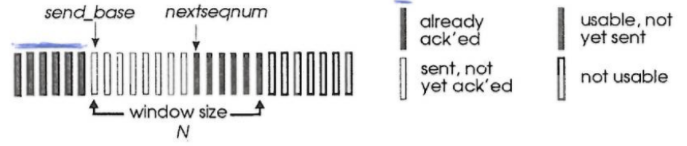 send_base nextseqnum
window size
N
already
ack'ed
sent, not
yet ack'ed
usable, not
yet sent
not usable